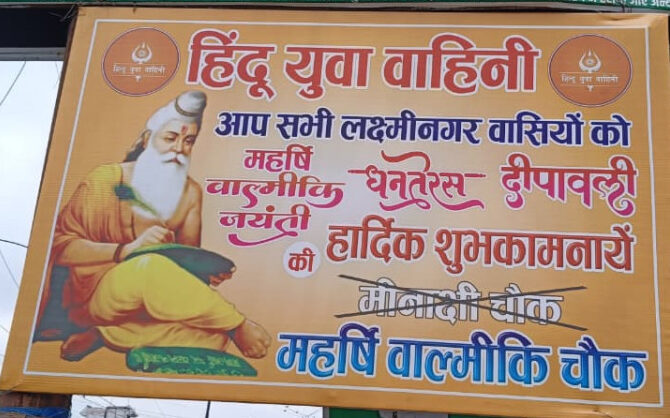 हिंदू युवा वाहिनी
हिन्दु युवा वाहिनी
हिन्दु युवा वाहिनी
आप सभी लक्ष्मीनगर वासियों को
महर्षि वाल्मीकि जयंती
धनतेरस
दीपावली
की हार्दिक शुभकामनायें
मीनाक्षी चौक
महर्षि वाल्मीकि चौक